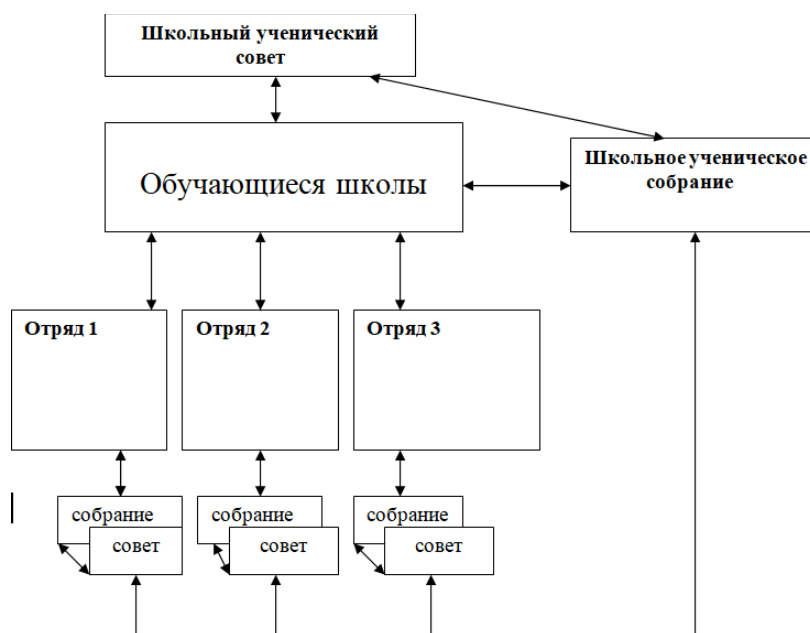 Школьный ученический
совет
Обучающиеся школы
Школьное ученическое
собрание
Отряд 1
Отряд 2
Отряд 3
собрание
совет
собрание
совет
собрание
совет